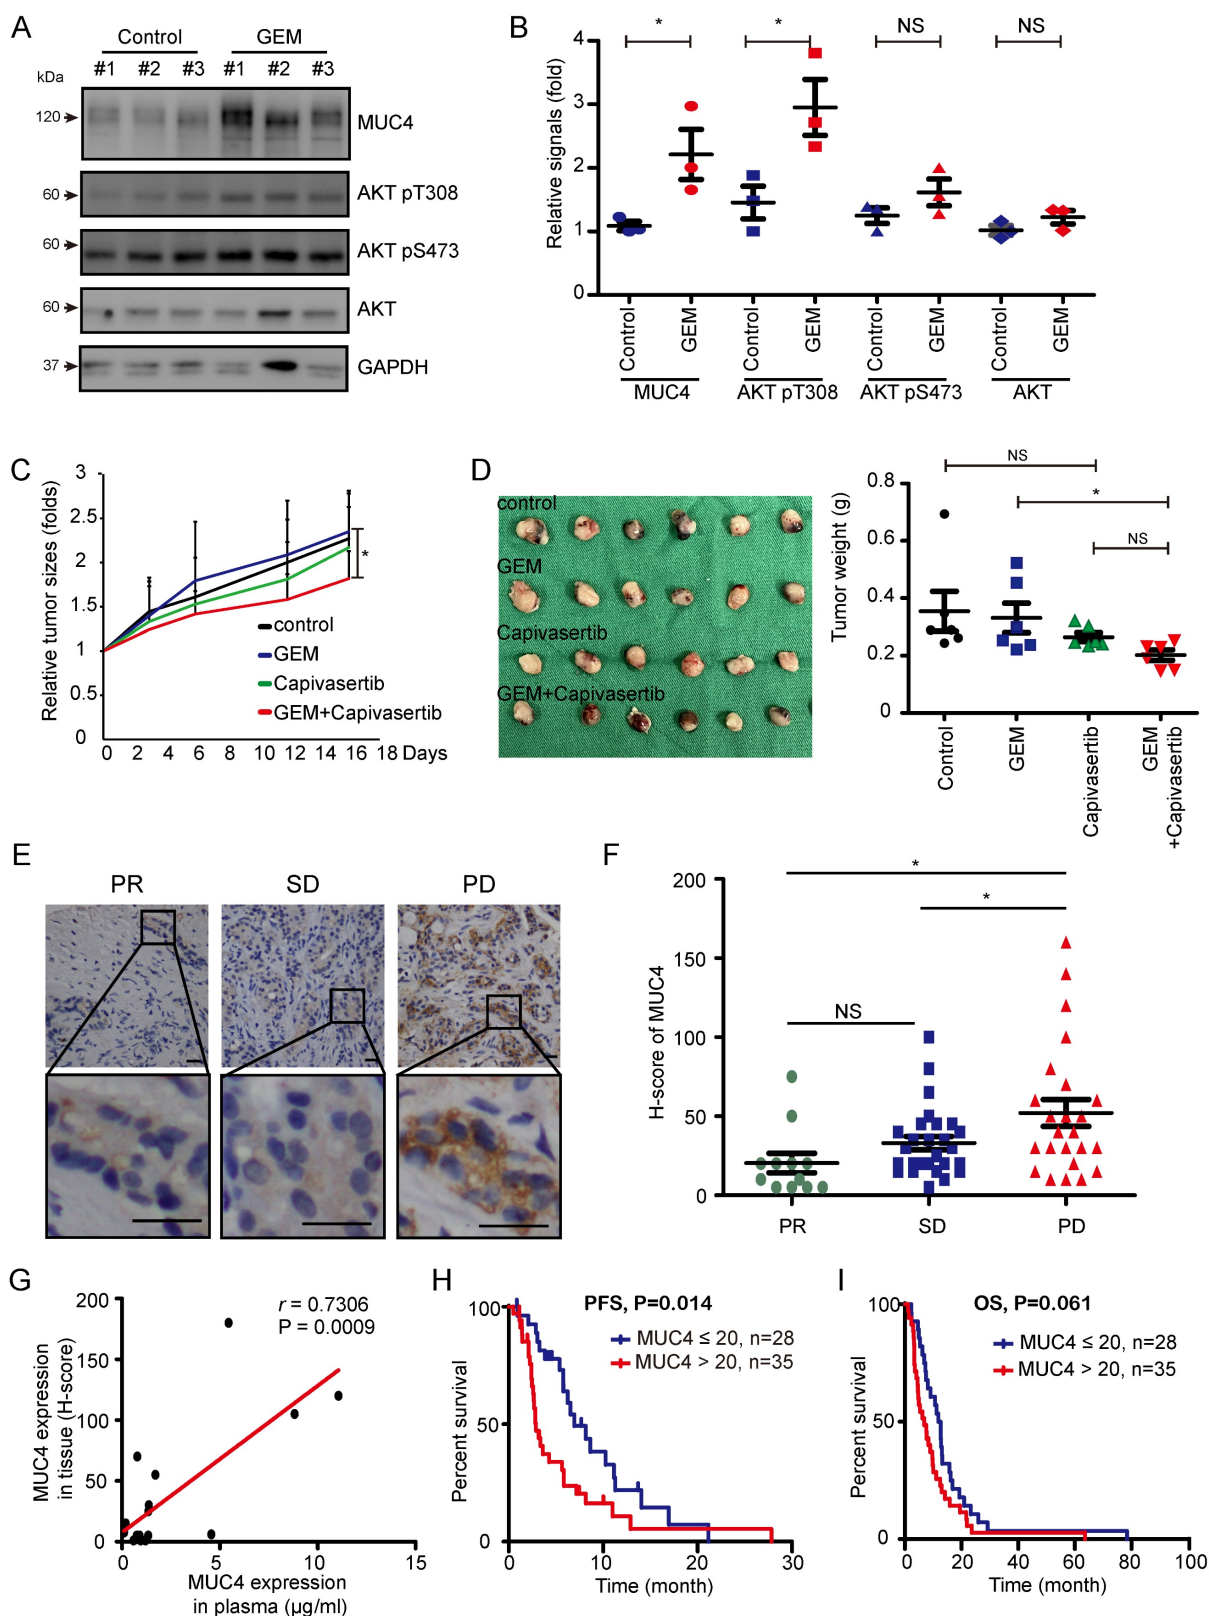 A
Control GEM
kDa #1 #2 #3 #1 #2 #3
120 MUC4
60 AKT pT308
60 AKT pS473
60 AKT
37 GAPDH
B
Relative signals (fold)
4
3
2
1
0
* * NS NS
Control GEM Control GEM Control GEM Control GEM
MUC4 AKT pT308 AKT pS473 AKT
C
Relative tumor sizes (folds)
3
2.5
2
1.5
1
0.5
0
*
control
GEM
Capivasertib
GEM+Capivasertib
0 2 4 6 8 10 12 14 16 18 Days
D
control
GEM
Capivasertib
GEM+Capivasertib
Tumor weight (g)
0.8
0.6
0.4
0.2
0
NS
*
NS
Control GEM Capivasertib GEM
+Capivasertib
E
PR SD PD
F
H-score of MUC4
200
150
100
50
0
*
*
NS
PR SD PD
G
MUC4 expression
in tissue (H-score)
200
150
100
50
0
r = 0.7306
P = 0.0009
0 5 10 15
MUC4 expression
in plasma (µg/ml)
H
Percent survival
100
50
0
PFS, P=0.014
MUC4 ≤ 20, n=28
MUC4 > 20, n=35
0 10 20 30
Time (month)
I
Percent survival
100
50
0
OS, P=0.061
MUC4 ≤ 20, n=28
MUC4 > 20, n=35
0 20 40 60 80 100
Time (month)